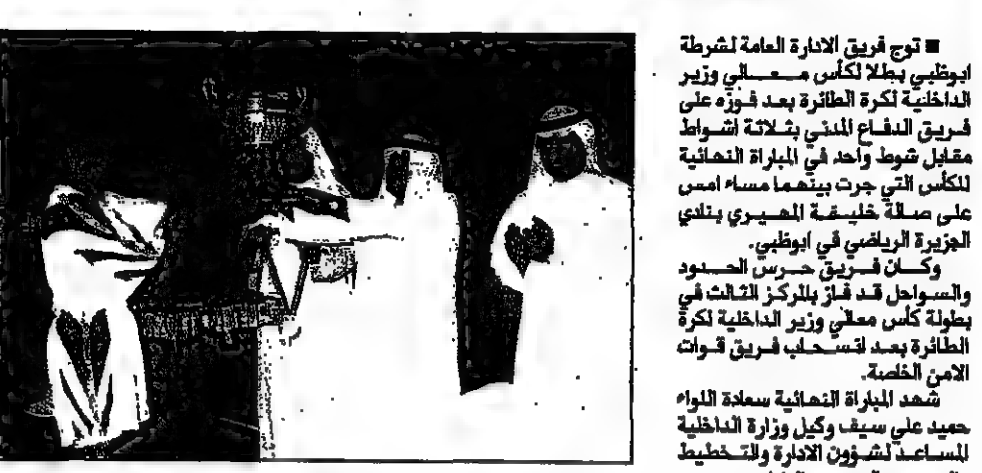 ■ توج فريق الادارة العامة لشرطة
ابوظبي بطلا لكأس معالي وزير
الداخلية لكرة الطائرة بعد فوزه على
فريق الدفاع المدني بثلاثة اشواط
مقابل شوط واحد في المباراة النهائية
للكأس التي جرت بينهما مساء امس
على صالة خليفة المهيري بنادي
الجزيرة الرياضي في ابوظبي.
وكان فريق حرس الحدود
والسواحل قد فاز بالمركز الثالث في
بطولة كأس معالي وزير الداخلية لكرة
الطائرة بعد انسحاب فريق قوات
الامن الخاصة.
شهد المباراة النهائية سعادة اللواء
حميد علي سيف وكيل وزارة الداخلية
المساعد لشؤون الادارة والتخطيط